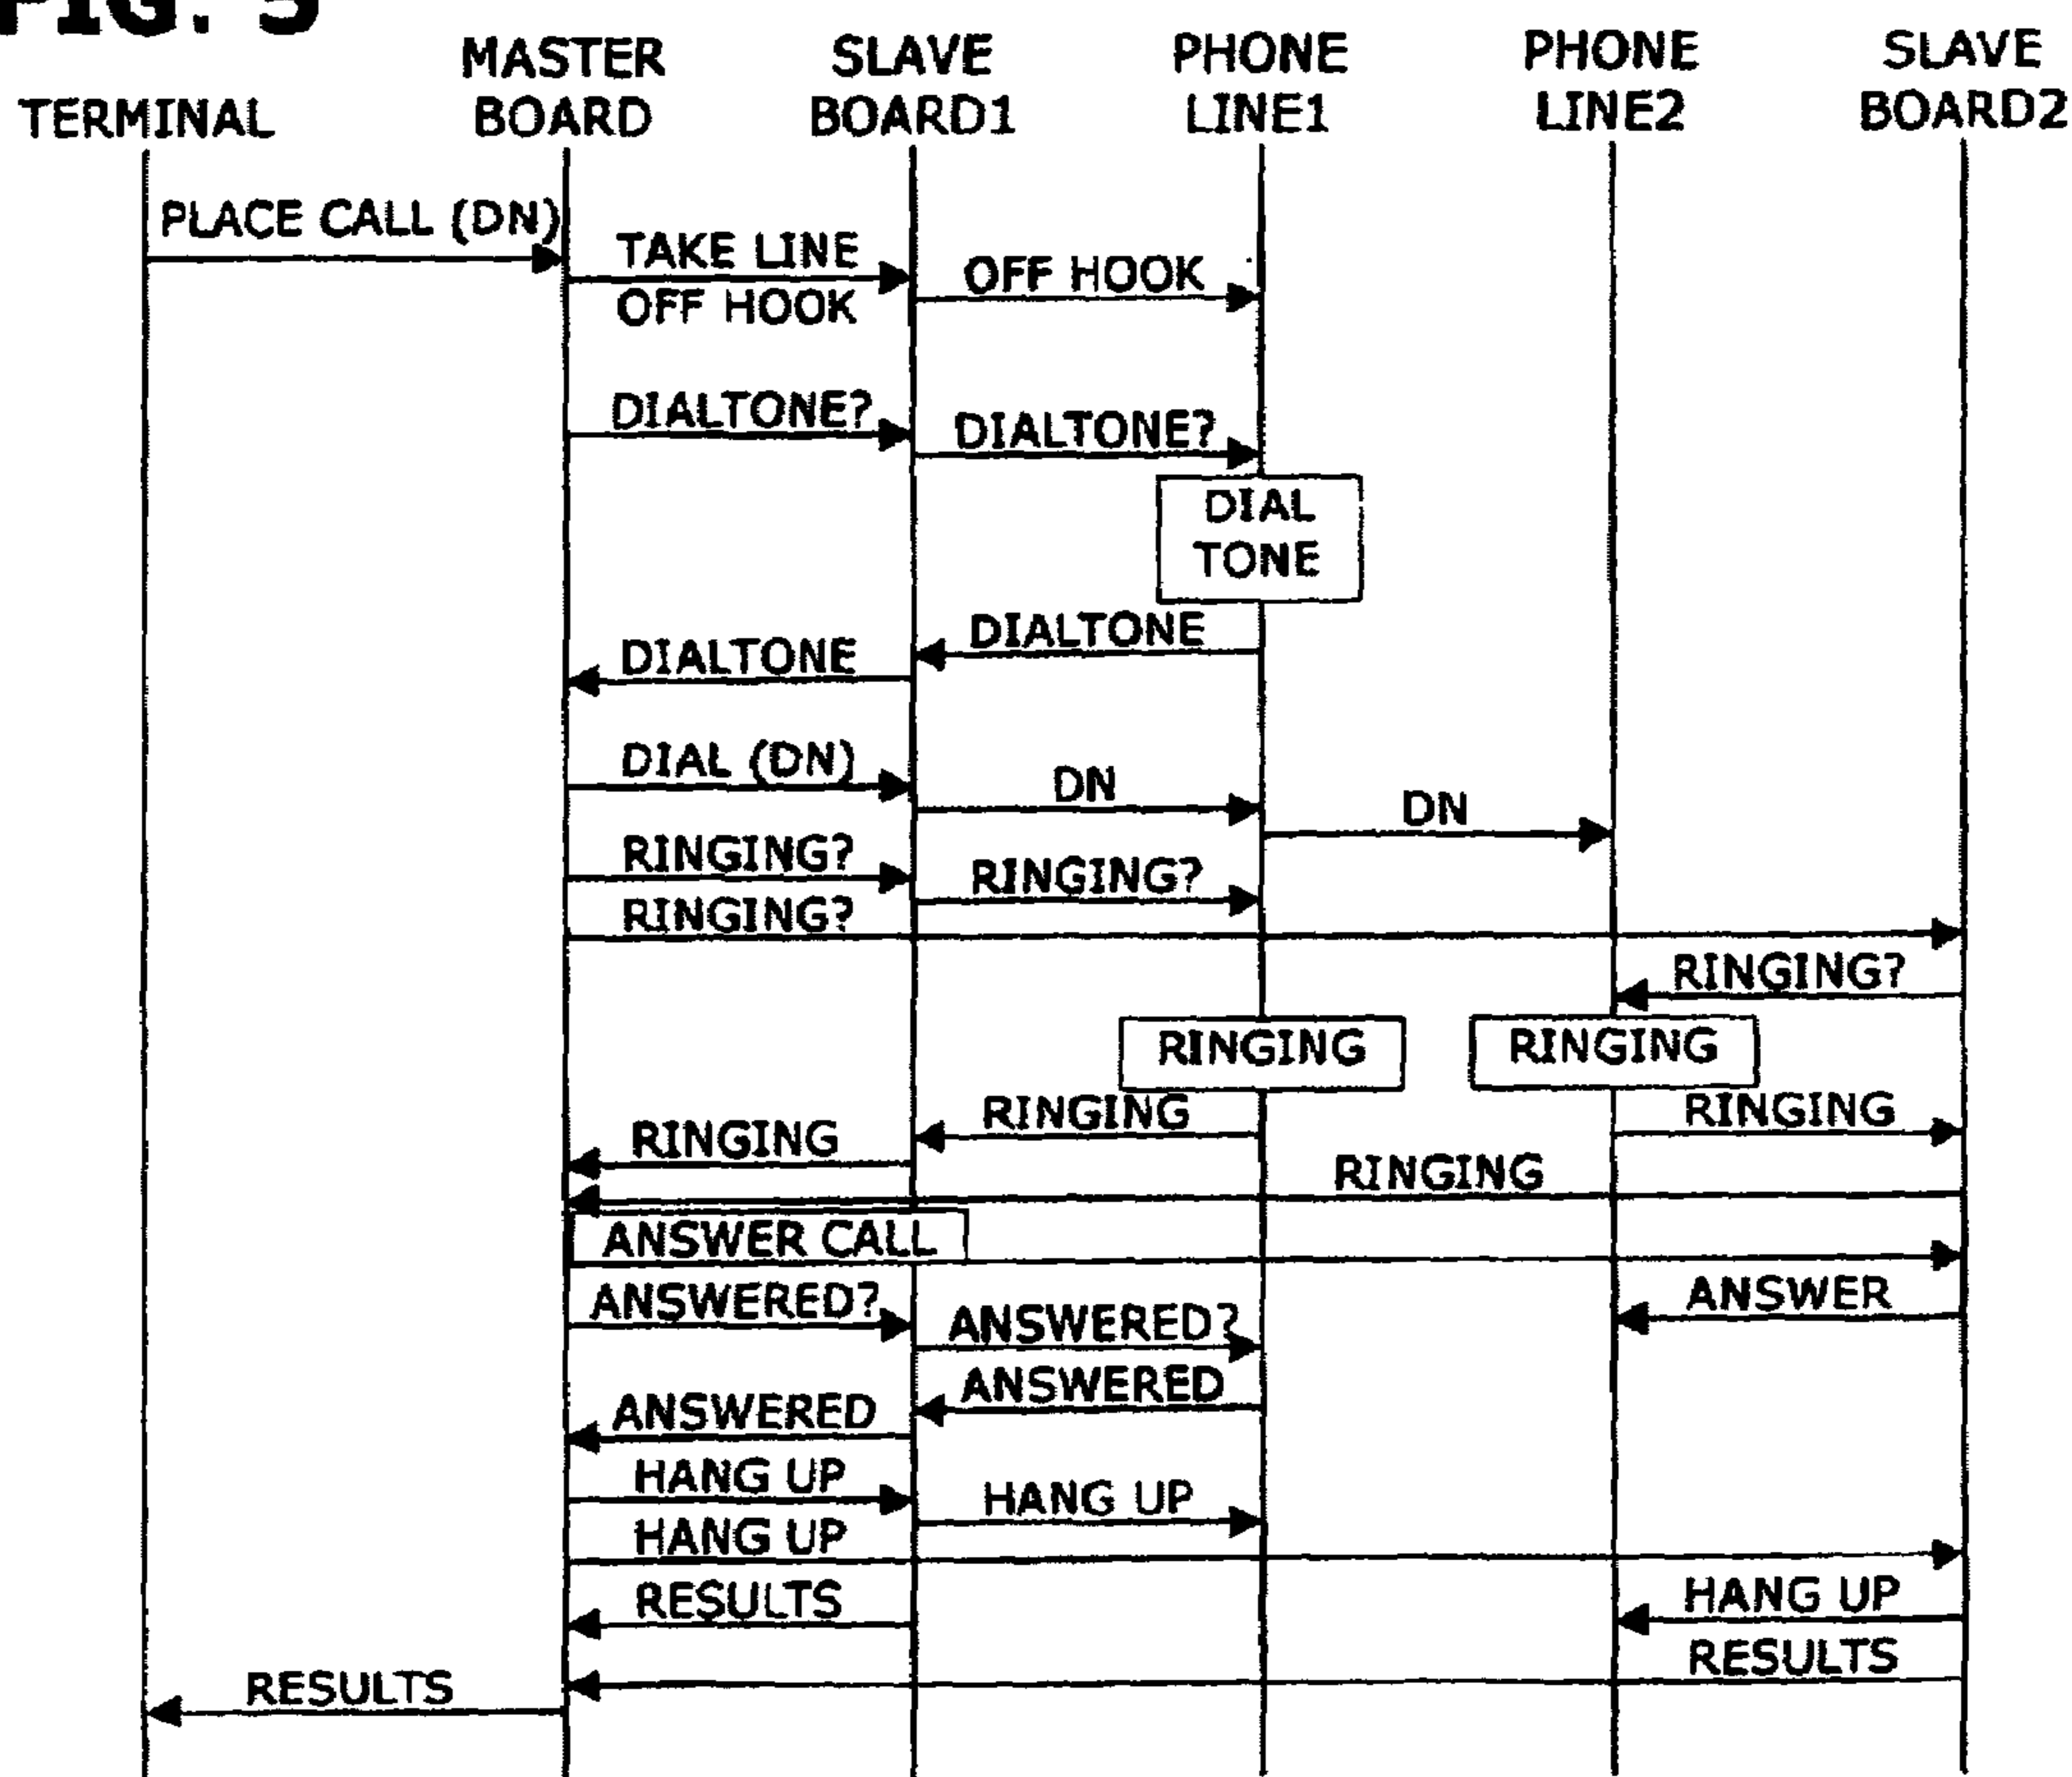 FIG. 5
MASTER BOARD
SLAVE BOARD1
PHONE LINE1
PHONE LINE2
SLAVE BOARD2
TERMINAL
PLACE CALL (DN)
TAKE LINE
OFF HOOK
OFF HOOK
DIALTONE?
DIALTONE?
DIAL
TONE
DIALTONE
DIALTONE
DIAL (DN)
DN
DN
RINGING?
RINGING?
RINGING?
RINGING?
RINGING
RINGING
RINGING
RINGING
RINGING
RINGING
ANSWER CALL
ANSWER
ANSWERED?
ANSWERED?
ANSWERED
ANSWERED
HANG UP
HANG UP
HANG UP
HANG UP
RESULTS
RESULTS
RESULTS